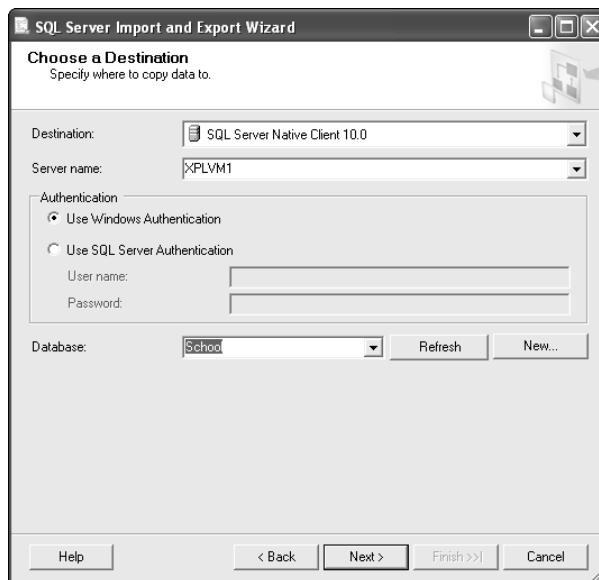 SQL Server Import and Export Wizard
Choose a Destination
Specify where to copy data to.
Destination:
SQL Server Native Client 10.0
Server name:
XPLVM1
Authentication
Use Windows Authentication
Use SQL Server Authentication
User name:
Password:
Database:
School
Refresh
New...
Help
< Back
Next >
Finish >>|
Cancel